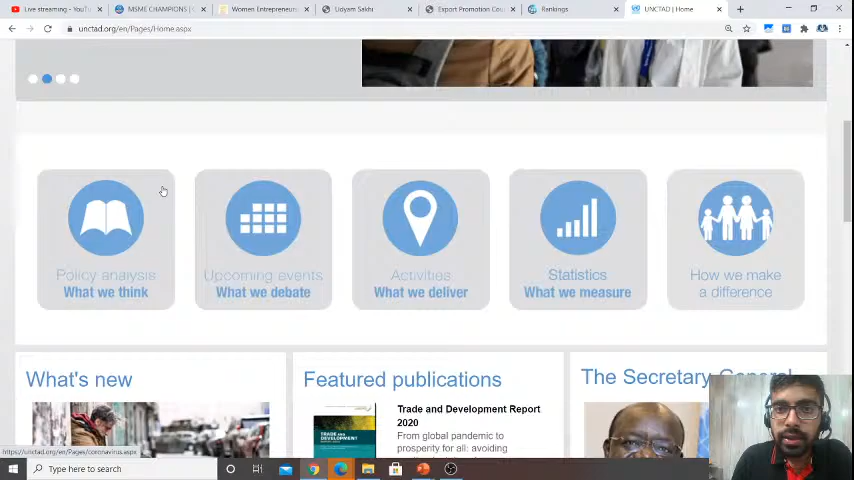 Live streaming - YouT
MSME CHAMPIONS |
Women Entrepreneurs
Udyam Sakhi
Export Promotion Cou
Rankings
UNCTAD | Home
unctad.org/en/Pages/Home.aspx
Policy analysis
What we think
Upcoming events
What we debate
Activities
What we deliver
Statistics
What we measure
How we make
a difference
What's new
Featured publications
The Secretary General
Trade and Development Report
2020
From global pandemic to
prosperity for all: avoiding
https://unctad.org/en/Pages/coronavirus.aspx
Type here to search